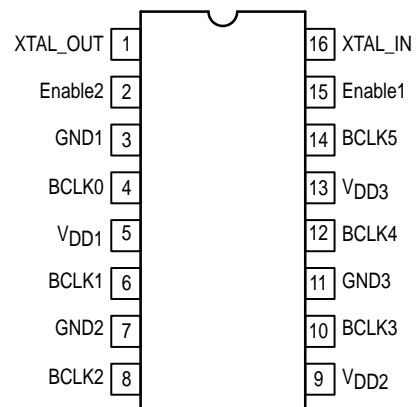 XTAL_OUT 1 16 XTAL_IN
Enable2 2 15 Enable1
GND1 3 14 BCLK5
BCLK0 4 13 VDD3
VDD1 5 12 BCLK4
BCLK1 6 11 GND3
GND2 7 10 BCLK3
BCLK2 8 9 VDD2